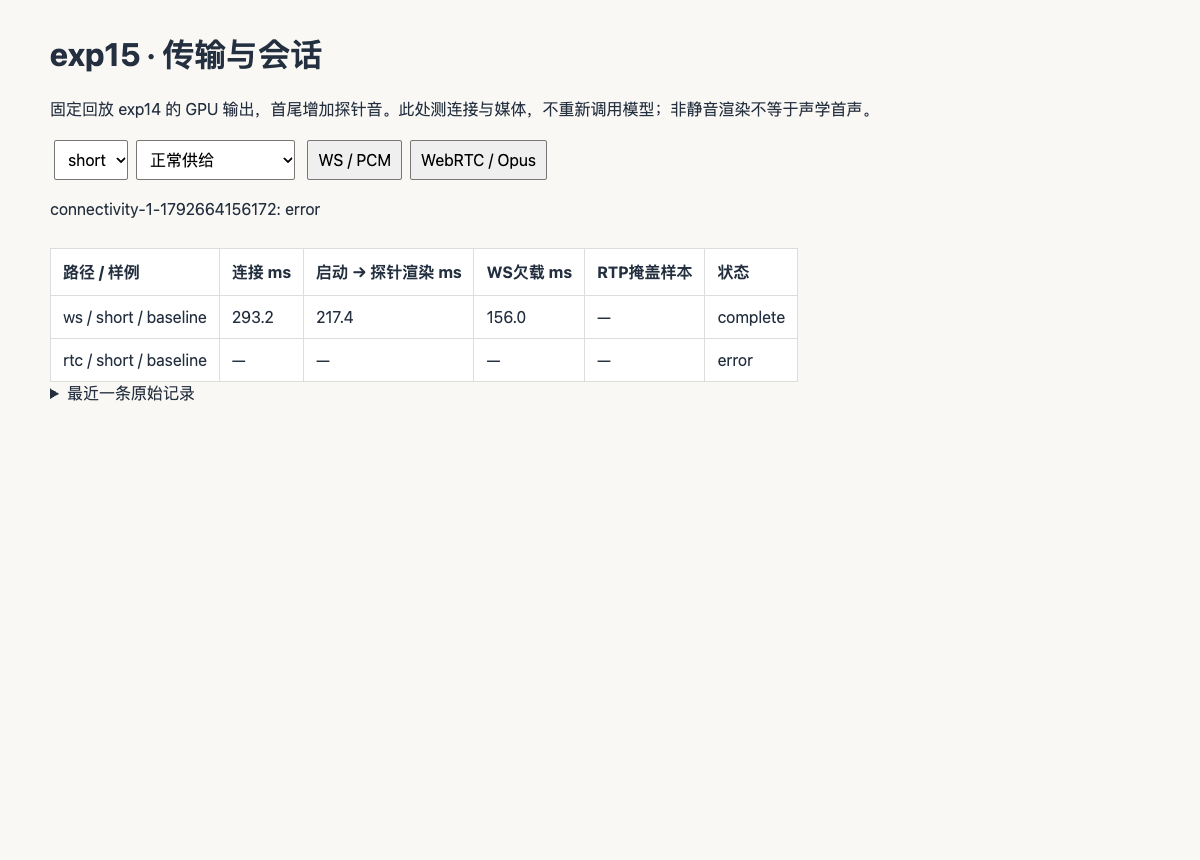 exp15 · 传输与会话
固定回放 exp14 的 GPU 输出，首尾增加探针音。此处测连接与媒体，不重新调用模型；非静音渲染不等于声学首声。
short 正常供给 WS / PCM WebRTC / Opus
connectivity-1-1792664156172: error
路径 / 样例 连接 ms 启动 → 探针渲染 ms WS欠载 ms RTP掩盖样本 状态
ws / short / baseline 293.2 217.4 156.0 — complete
rtc / short / baseline — — — — error
▶ 最近一条原始记录